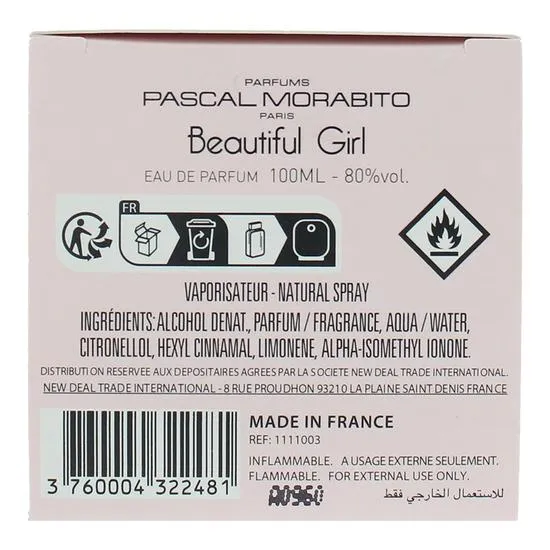 PARFUMS
PASCAL MORABITO
PARIS
Beautiful Girl
EAU DE PARFUM 100ML - 80%vol.
FR
VAPORISATEUR - NATURAL SPRAY
INGRÉDIENTS: ALCOHOL DENAT., PARFUM / FRAGRANCE, AQUA / WATER,
CITRONELLOL, HEXYL CINNAMAL, LIMONENE, ALPHA-ISOMETHYL IONONE.
DISTRIBUTION RESERVEE AUX DEPOSITAIRES AGREES PAR LA SOCIETE NEW DEAL TRADE INTERNATIONAL
NEW DEAL TRADE INTERNATIONAL - 8 RUE PROUDHON 93210 LA PLAINE SAINT DENIS FRANCE
MADE IN FRANCE
REF: 1111003
INFLAMMABLE. A USAGE EXTERNE SEULEMENT.
FLAMMABLE. FOR EXTERNAL USE ONLY.
للاستعمال الخارجي فقط
3 760004 322481